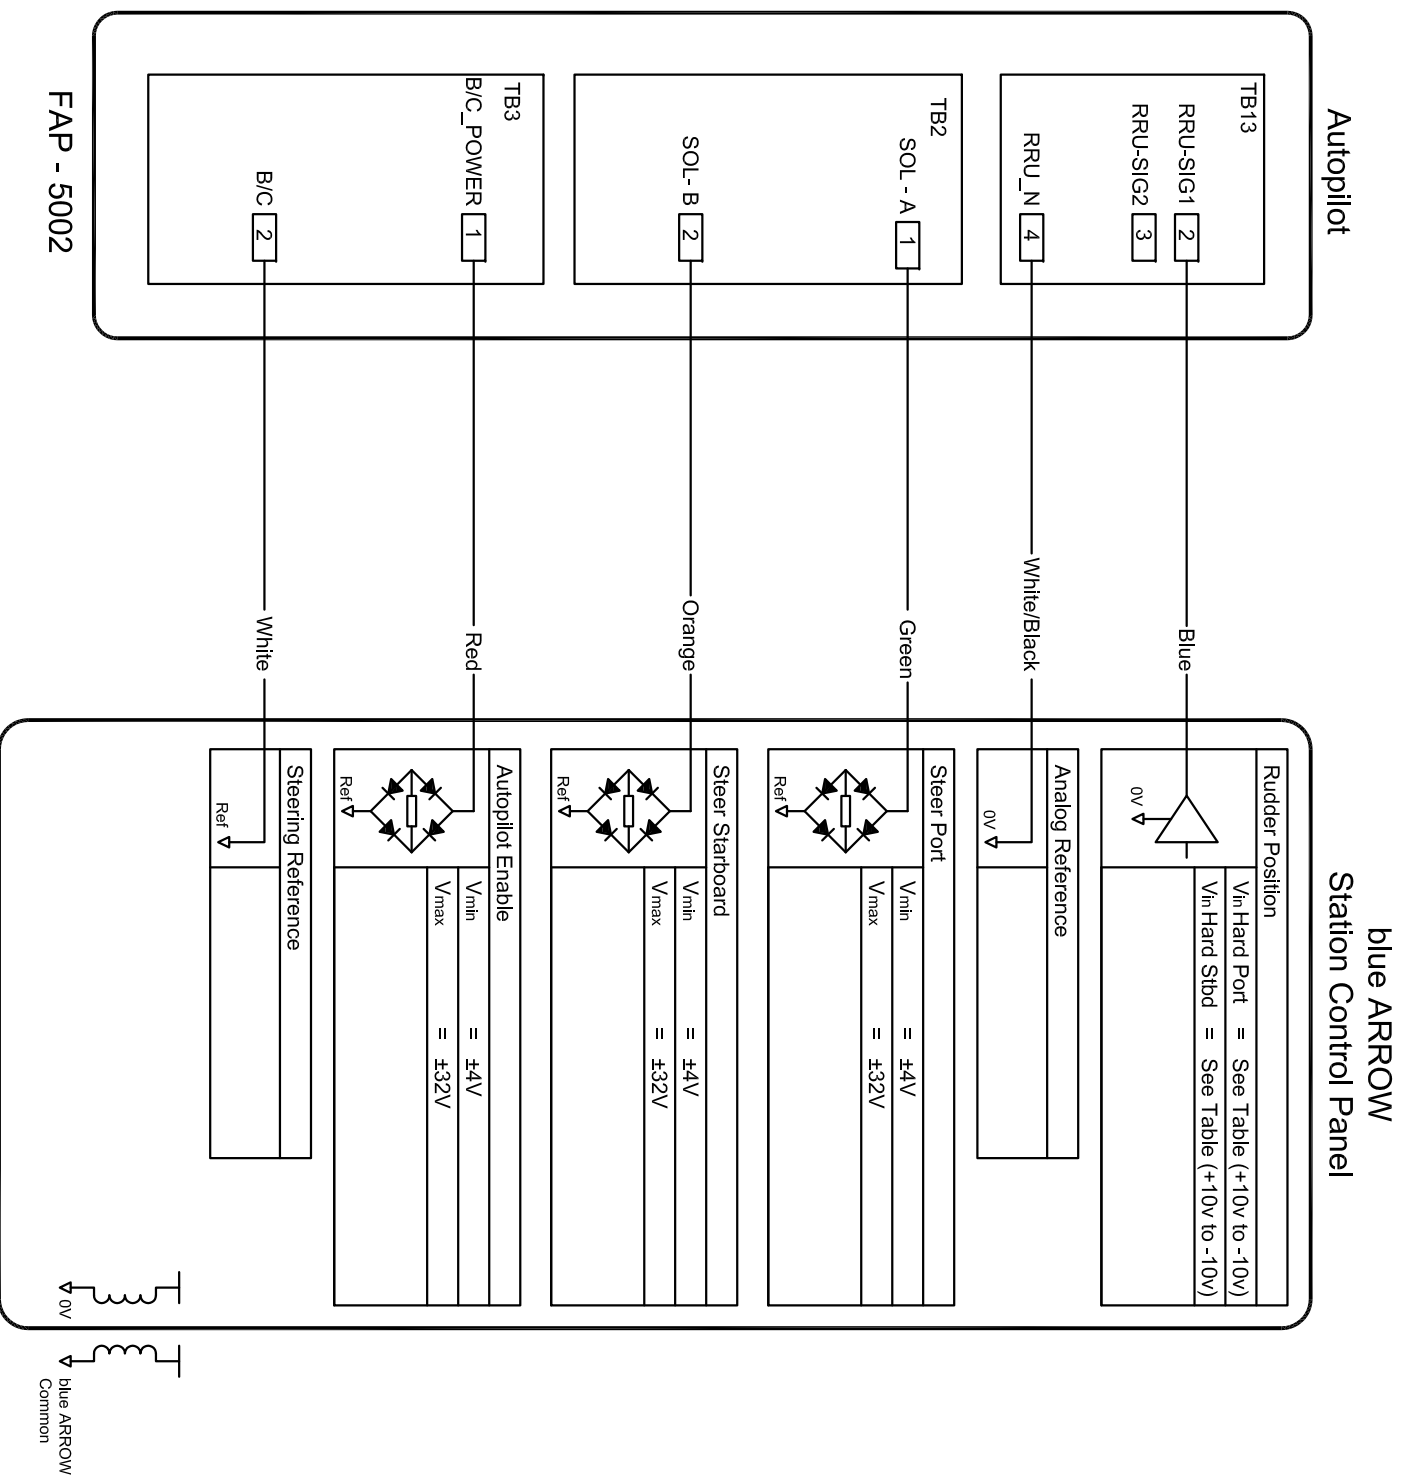 Autopilot
TB13
RRU-SIG1 2
RRU-SIG2 3
RRU_N 4
TB2
SOL - A 1
SOL- B 2
TB3
B/C_POWER 1
B/C 2
FAP - 5002
Blue
White/Black
Green
Orange
Red
White
blue ARROW
Station Control Panel
Rudder Position
0V
Vin Hard Port = See Table (+10v to -10v)
Vin Hard Stbd = See Table (+10v to -10v)
Analog Reference
0V
Steer Port
Ref
Vmin = ±4V
Vmax = ±32V
Steer Starboard
Ref
Vmin = ±4V
Vmax = ±32V
Autopilot Enable
Ref
Vmin = ±4V
Vmax = ±32V
Steering Reference
Ref
0V
blue ARROW
Common